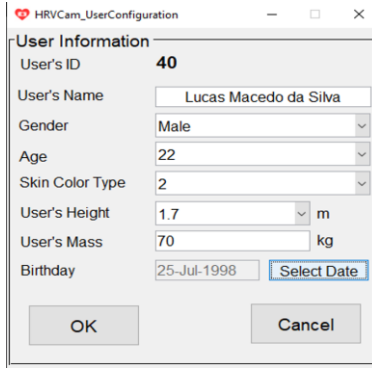 HRVCam_UserConfiguration
User Information
User's ID 40
User's Name Lucas Macedo da Silva
Gender Male
Age 22
Skin Color Type 2
User's Height 1.7 m
User's Mass 70 kg
Birthday 25-Jul-1998 Select Date
OK Cancel